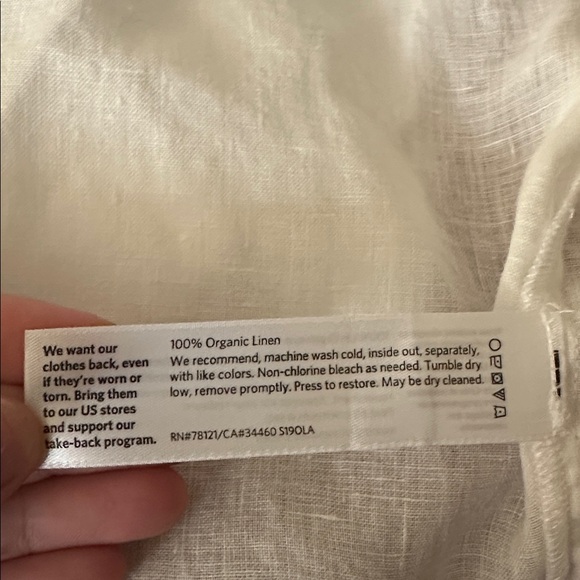 We want our
clothes back, even
if they're worn or
torn. Bring them
to our US stores
and support our
take-back program.
100% Organic Linen
We recommend, machine wash cold, inside out, separately,
with like colors. Non-chlorine bleach as needed. Tumble dry
low, remove promptly. Press to restore. May be dry cleaned.
RN#78121/CA#34460 S19OLA